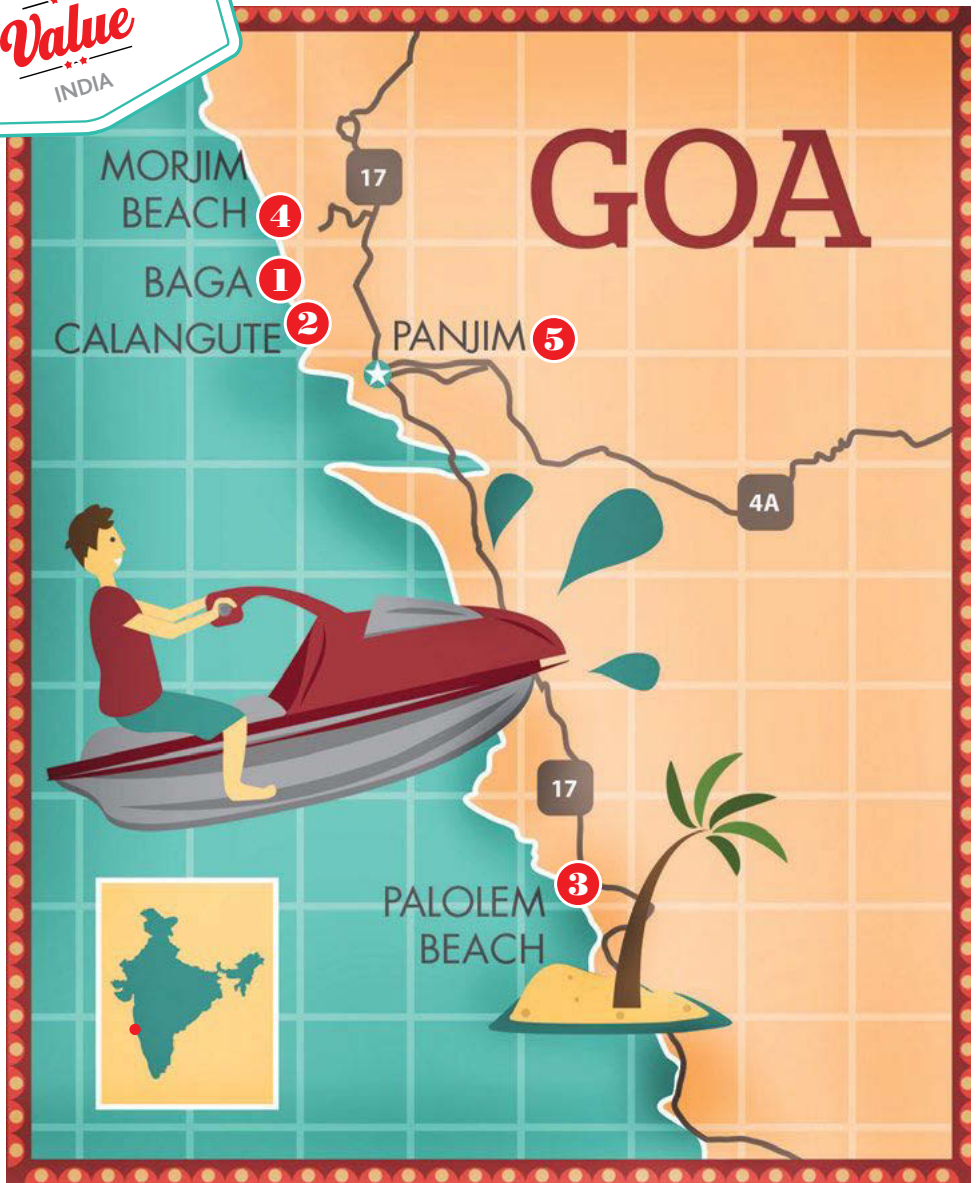 Value
INDIA
GOA
17
MORJIM
BEACH
4
BAGA
1
CALANGUTE
2
PANJIM
5
4A
17
PALOLEM
BEACH
3